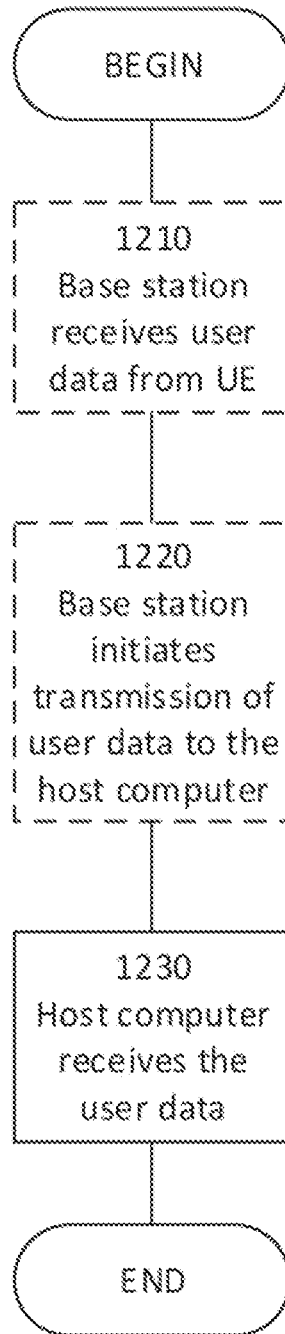 BEGIN
1210
Base station
receives user
data from UE
1220
Base station
initiates
transmission of
user data to the
host computer
1230
Host computer
receives the
user data
END